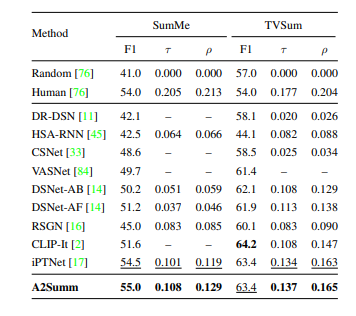 Method SumMe TVSum
F1 τ ρ F1 τ ρ
Random [76] 41.0 0.000 0.000 57.0 0.000 0.000
Human [76] 54.0 0.205 0.213 54.0 0.177 0.204
DR-DSN [11] 42.1 – – 58.1 0.020 0.026
HSA-RNN [45] 42.5 0.064 0.066 44.1 0.082 0.088
CSNet [33] 48.6 – – 58.5 0.025 0.034
VASNet [84] 49.7 – – 61.4 – –
DSNet-AB [14] 50.2 0.051 0.059 62.1 0.108 0.129
DSNet-AF [14] 51.2 0.037 0.046 61.9 0.113 0.138
RSGN [16] 45.0 0.083 0.085 60.1 0.083 0.090
CLIP-It [2] 51.6 – – 64.2 0.108 0.147
iPTNet [17] 54.5 0.101 0.119 63.4 0.134 0.163
A2Summ 55.0 0.108 0.129 63.4 0.137 0.165